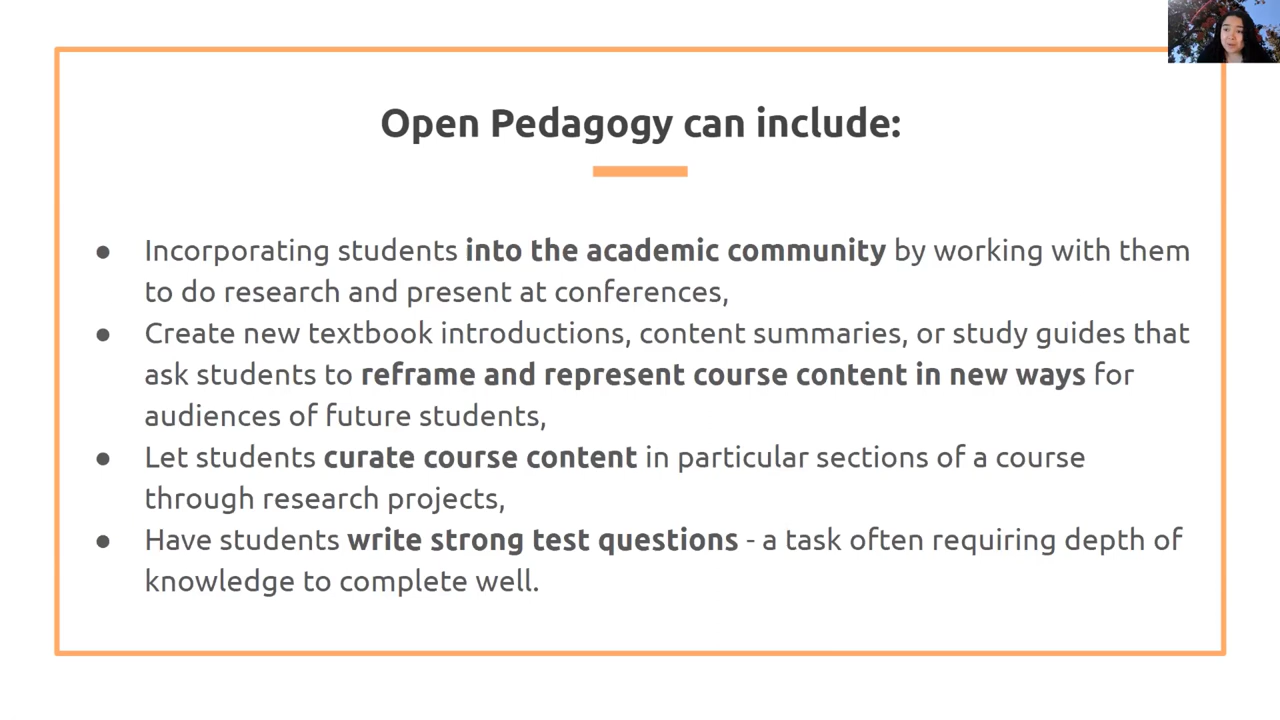 Open Pedagogy can include:
● Incorporating students into the academic community by working with them
to do research and present at conferences,
● Create new textbook introductions, content summaries, or study guides that
ask students to reframe and represent course content in new ways for
audiences of future students,
● Let students curate course content in particular sections of a course
through research projects,
● Have students write strong test questions - a task often requiring depth of
knowledge to complete well.